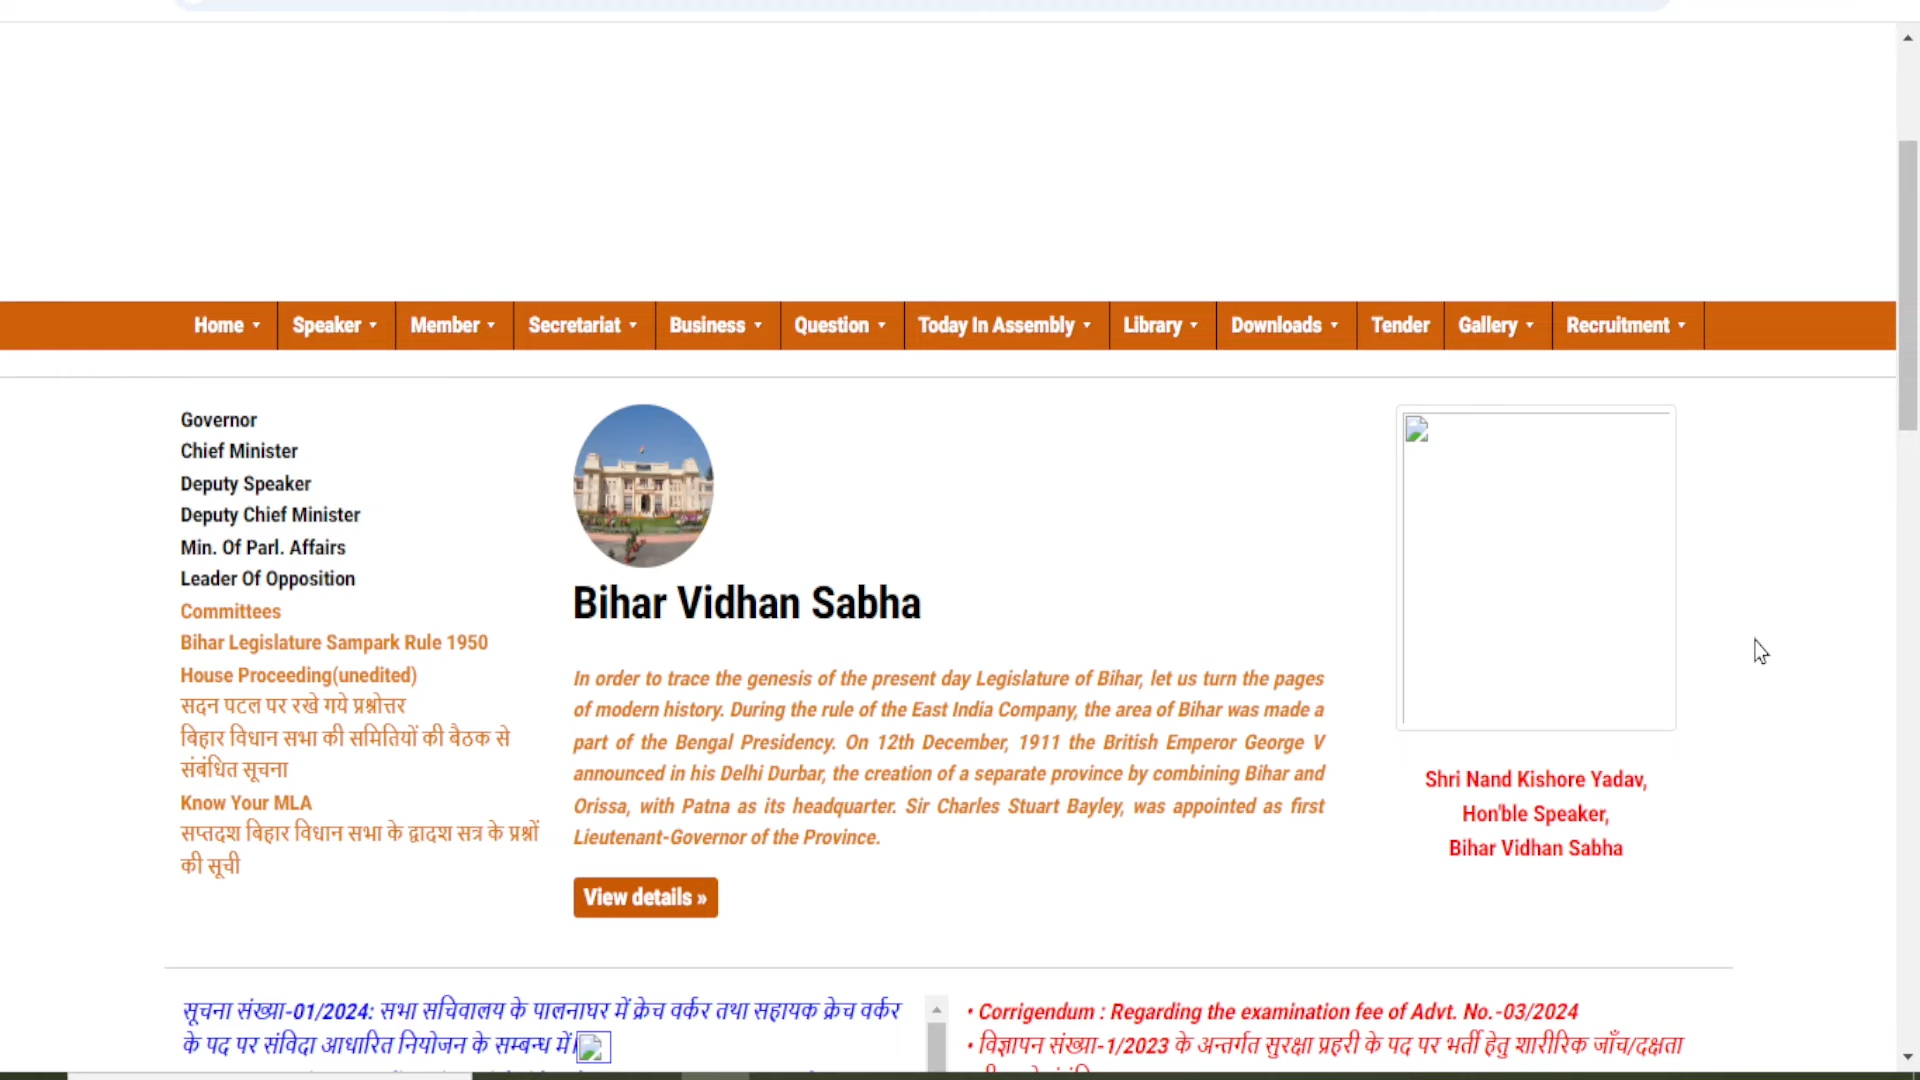 Home Speaker Member Secretariat Business Question Today In Assembly Library Downloads Tender Gallery Recruitment
Governor
Chief Minister
Deputy Speaker
Deputy Chief Minister
Min. Of Parl. Affairs
Leader Of Opposition
Committees
Bihar Legislature Sampark Rule 1950
House Proceeding(unedited)
सदन पटल पर रखे गये प्रश्नोत्तर
बिहार विधान सभा की समितियों की बैठक से
संबंधित सूचना
Know Your MLA
सप्तदश बिहार विधान सभा के द्वादश सत्र के प्रश्नों
की सूची
Bihar Vidhan Sabha
In order to trace the genesis of the present day Legislature of Bihar, let us turn the pages
of modern history. During the rule of the East India Company, the area of Bihar was made a
part of the Bengal Presidency. On 12th December, 1911 the British Emperor George V
announced in his Delhi Durbar, the creation of a separate province by combining Bihar and
Orissa, with Patna as its headquarter. Sir Charles Stuart Bayley, was appointed as first
Lieutenant-Governor of the Province.
View details »
Shri Nand Kishore Yadav,
Hon'ble Speaker,
Bihar Vidhan Sabha
सूचना संख्या-01/2024: सभा सचिवालय के पालनाघर में क्रेच वर्कर तथा सहायक क्रेच वर्कर
के पद पर संविदा आधारित नियोजन के सम्बन्ध में।
• Corrigendum : Regarding the examination fee of Advt. No.-03/2024
• विज्ञापन संख्या-1/2023 के अन्तर्गत सुरक्षा प्रहरी के पद पर भर्ती हेतु शारीरिक जाँच/दक्षता